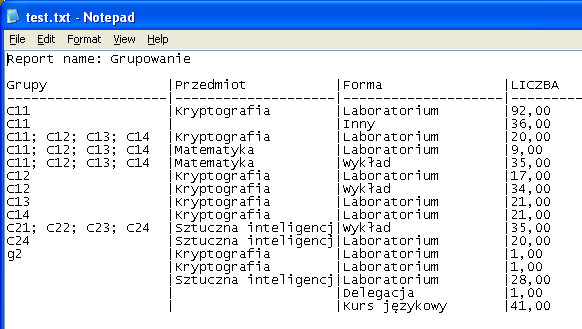 test.txt - Notepad
File Edit Format View Help
Report name: Grupowanie
Grupy |Przedmiot |Forma |LICZBA
--------------------|--------------------|--------------------|----------
C11 |Kryptografia |Laboratorium |92,00
C11 | |Inny |36,00
C11; C12; C13; C14 |Kryptografia |Laboratorium |20,00
C11; C12; C13; C14 |Matematyka |Laboratorium |9,00
C11; C12; C13; C14 |Matematyka |Wykład |35,00
C12 |Kryptografia |Laboratorium |17,00
C12 |Kryptografia |Wykład |34,00
C13 |Kryptografia |Laboratorium |21,00
C14 |Kryptografia |Laboratorium |21,00
C21; C22; C23; C24 |Sztuczna inteligencj|Wykład |35,00
C24 |Sztuczna inteligencj|Laboratorium |20,00
g2 |Kryptografia |Laboratorium |1,00
|Kryptografia |Laboratorium |1,00
|Sztuczna inteligencj|Laboratorium |28,00
| |Delegacja |1,00
| |Kurs językowy |41,00